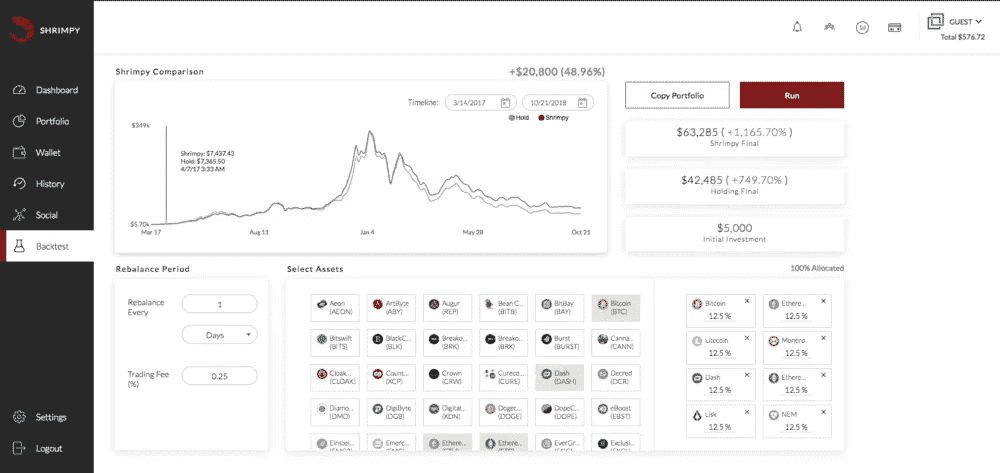 SHRIMPY
GUEST
Total $576.72
Dashboard
Portfolio
Wallet
History
Social
Backtest
Settings
Logout
Shrimpy Comparison
+$20,800 (48.96%)
Timeline:
3/14/2017
10/21/2018
Hold
Shrimpy
$349k
Shrimpy: $7,437.43
Hold: $7,365.50
4/7/17 3:33 AM
$5.70k
Mar 17
Aug 11
Jan 4
May 28
Oct 21
Copy Portfolio
Run
$63,285 ( +1,165.70% )
Shrimpy Final
$42,485 ( +749.70% )
Holding Final
$5,000
Initial Investment
Rebalance Period
Rebalance
Every
1
Days
Trading Fee
(%)
0.25
Select Assets
100% Allocated
Aeon
(AEON)
ArtByte
(ABY)
Augur
(REP)
Bean C...
(BITB)
BitBay
(BAY)
Bitcoin
(BTC)
Bitswift
(BITS)
BlackC...
(BLK)
Breako...
(BRK)
Breako...
(BRX)
Burst
(BURST)
Canna...
(CANN)
Cloak...
(CLOAK)
Count...
(XCP)
Crown
(CRW)
Cureco...
(CURE)
Dash
(DASH)
Decred
(DCR)
Diamo...
(DMD)
DigiByte
(DGB)
Digitat...
(XDN)
Dogec...
(DOGE)
DopeC...
(DOPE)
eBoost
(EBST)
Einstei...
Emerc...
Ethere...
Ethere...
EverGr...
Exclusi...
Bitcoin
12.5 %
Ethere...
12.5 %
Litecoin
12.5 %
Monero
12.5 %
Dash
12.5 %
Ethere...
12.5 %
Lisk
12.5 %
NEM
12.5 %